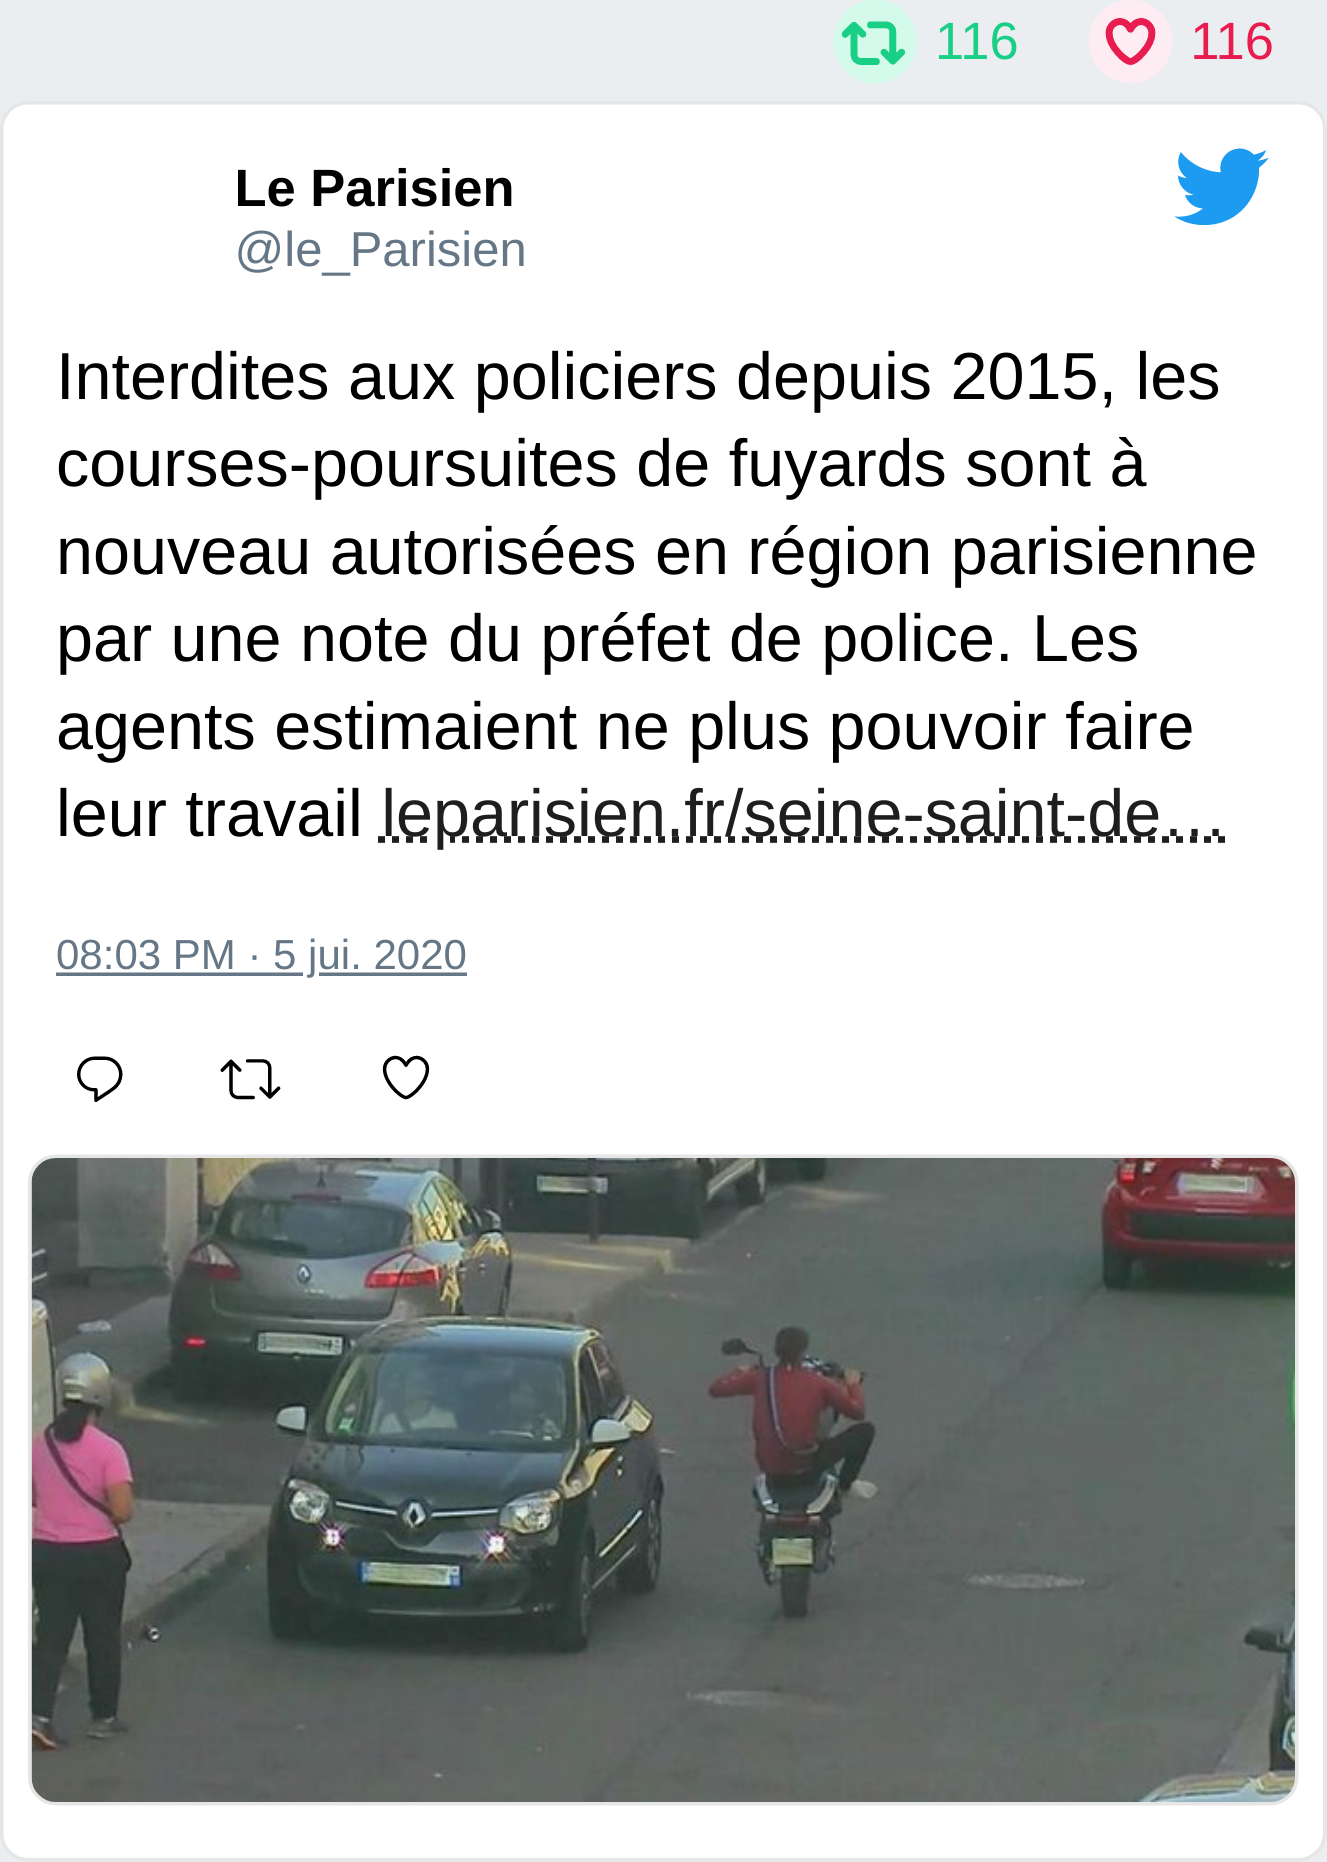 116 116
Le Parisien
@le_Parisien
Interdites aux policiers depuis 2015, les
courses-poursuites de fuyards sont à
nouveau autorisées en région parisienne
par une note du préfet de police. Les
agents estimaient ne plus pouvoir faire
leur travail leparisien.fr/seine-saint-de…
08:03 PM · 5 jui. 2020